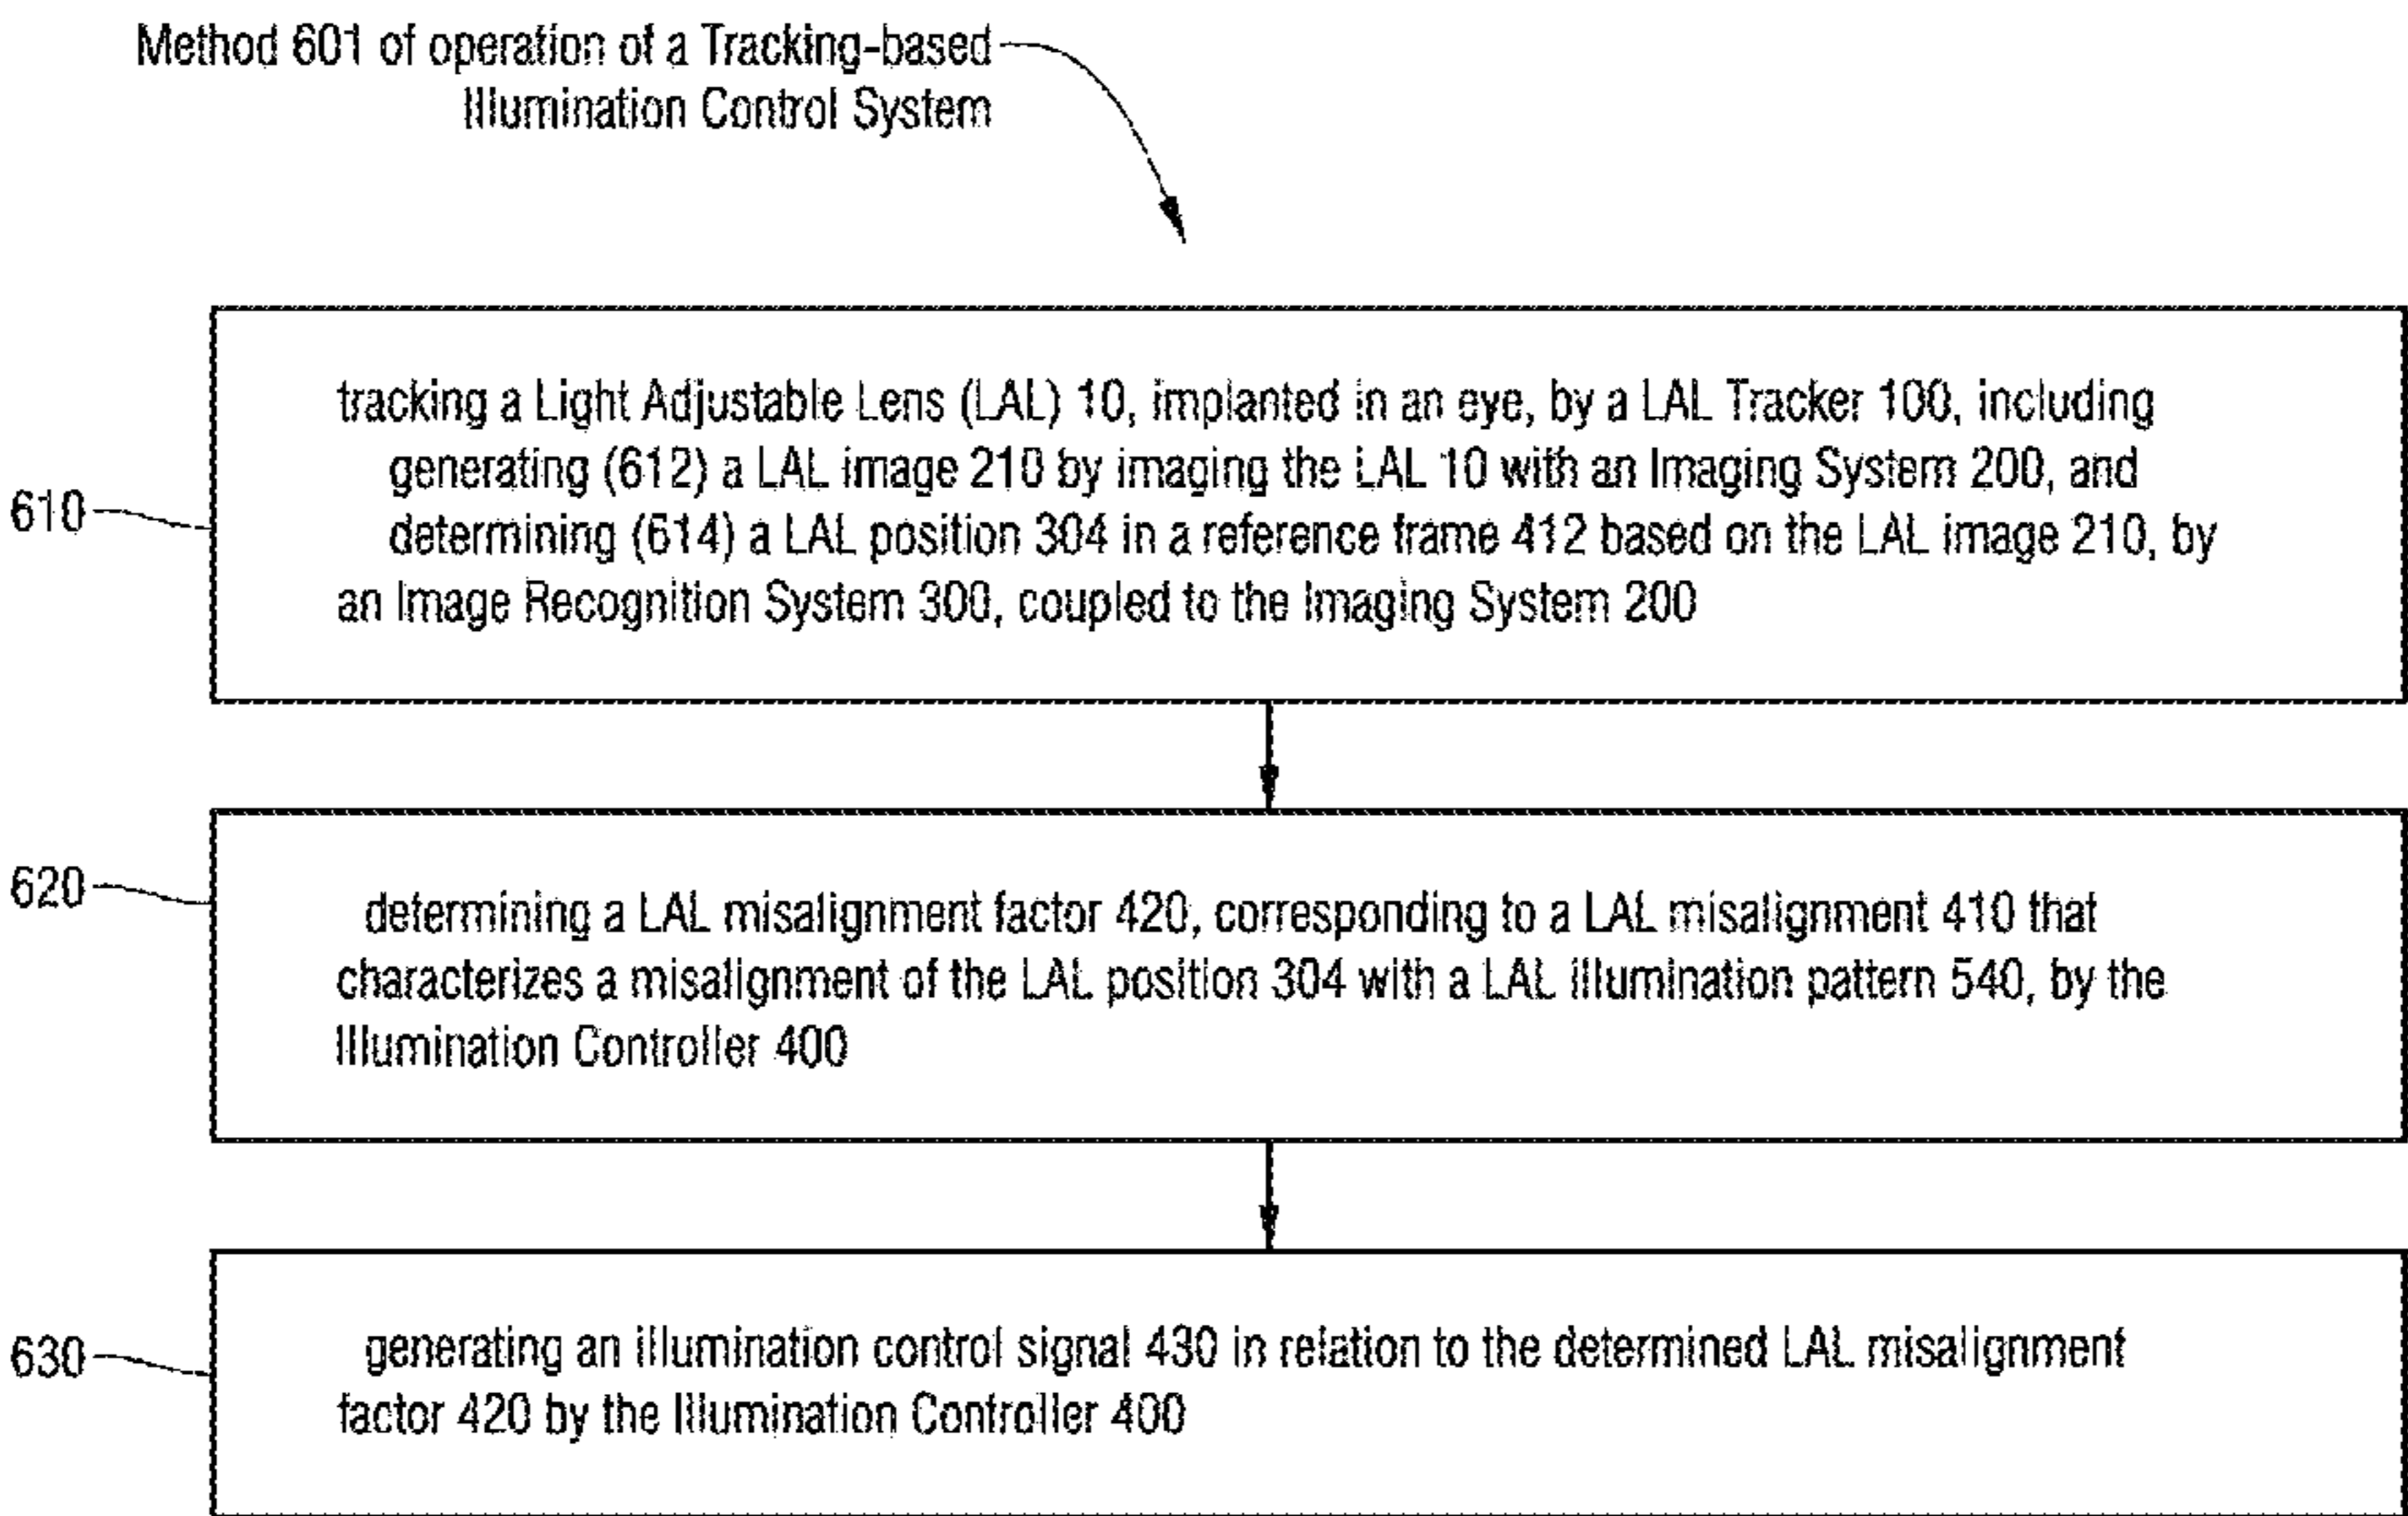 Method 601 of operation of a Tracking-based
Illumination Control System
tracking a Light Adjustable Lens (LAL) 10, implanted in an eye, by a LAL Tracker 100, including
generating (612) a LAL image 210 by imaging the LAL 10 with an Imaging System 200, and
610
determining (614) a LAL position 304 in a reference frame 412 based on the LAL image 210, by
an Image Recognition System 300, coupled to the Imaging System 200
620
determining a LAL misalignment factor 420, corresponding to a LAL misalignment 410 that
characterizes a misalignment of the LAL position 304 with a LAL illumination pattern 540, by the
Illumination Controller 400
630
generating an illumination control signal 430 in relation to the determined LAL misalignment
factor 420 by the Illumination Controller 400